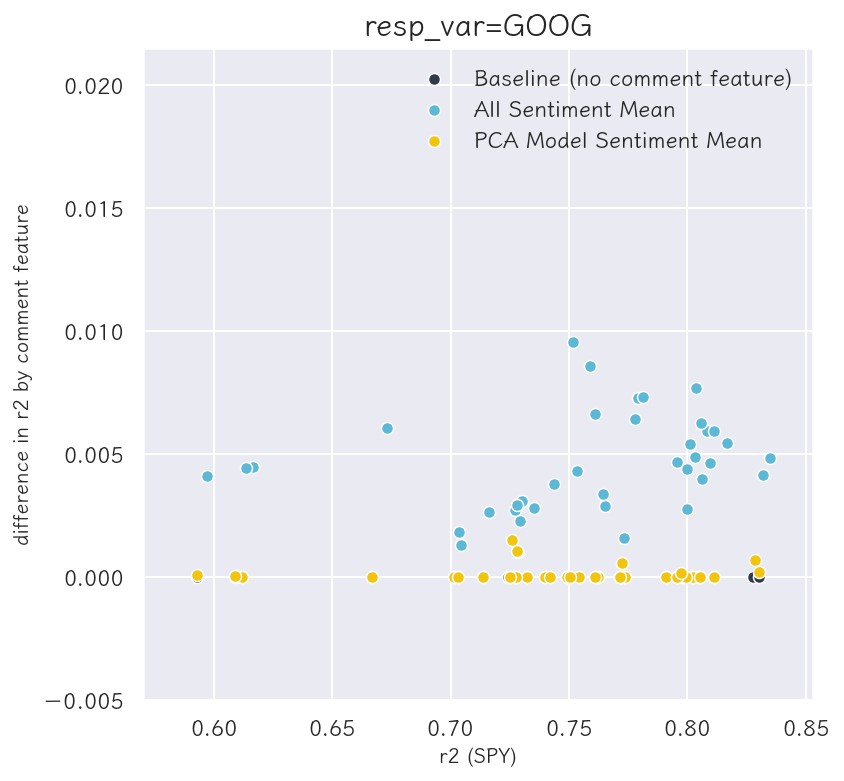 resp_var=GOOG
Baseline (no comment feature)
All Sentiment Mean
PCA Model Sentiment Mean
difference in r2 by comment feature
0.020
0.015
0.010
0.005
0.000
−0.005
0.60 0.65 0.70 0.75 0.80 0.85
r2 (SPY)